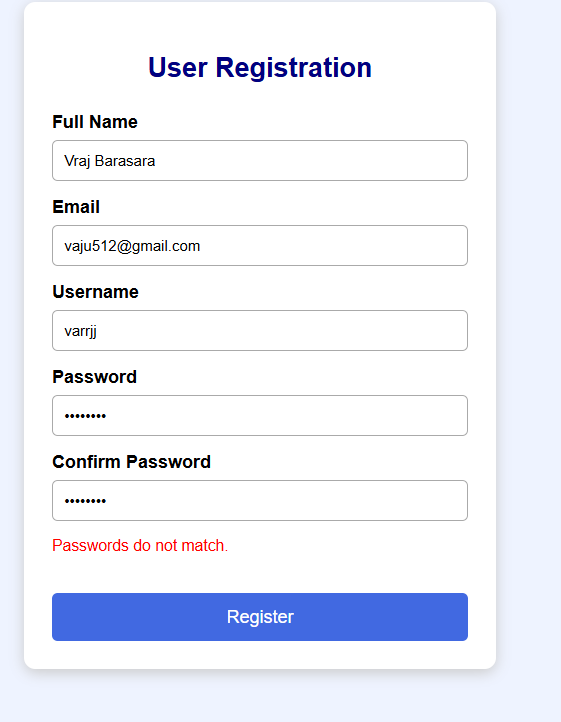 User Registration
Full Name
Vraj Barasara
Email
vaju512@gmail.com
Username
varrjj
Password
••••••••
Confirm Password
••••••••
Passwords do not match.
Register